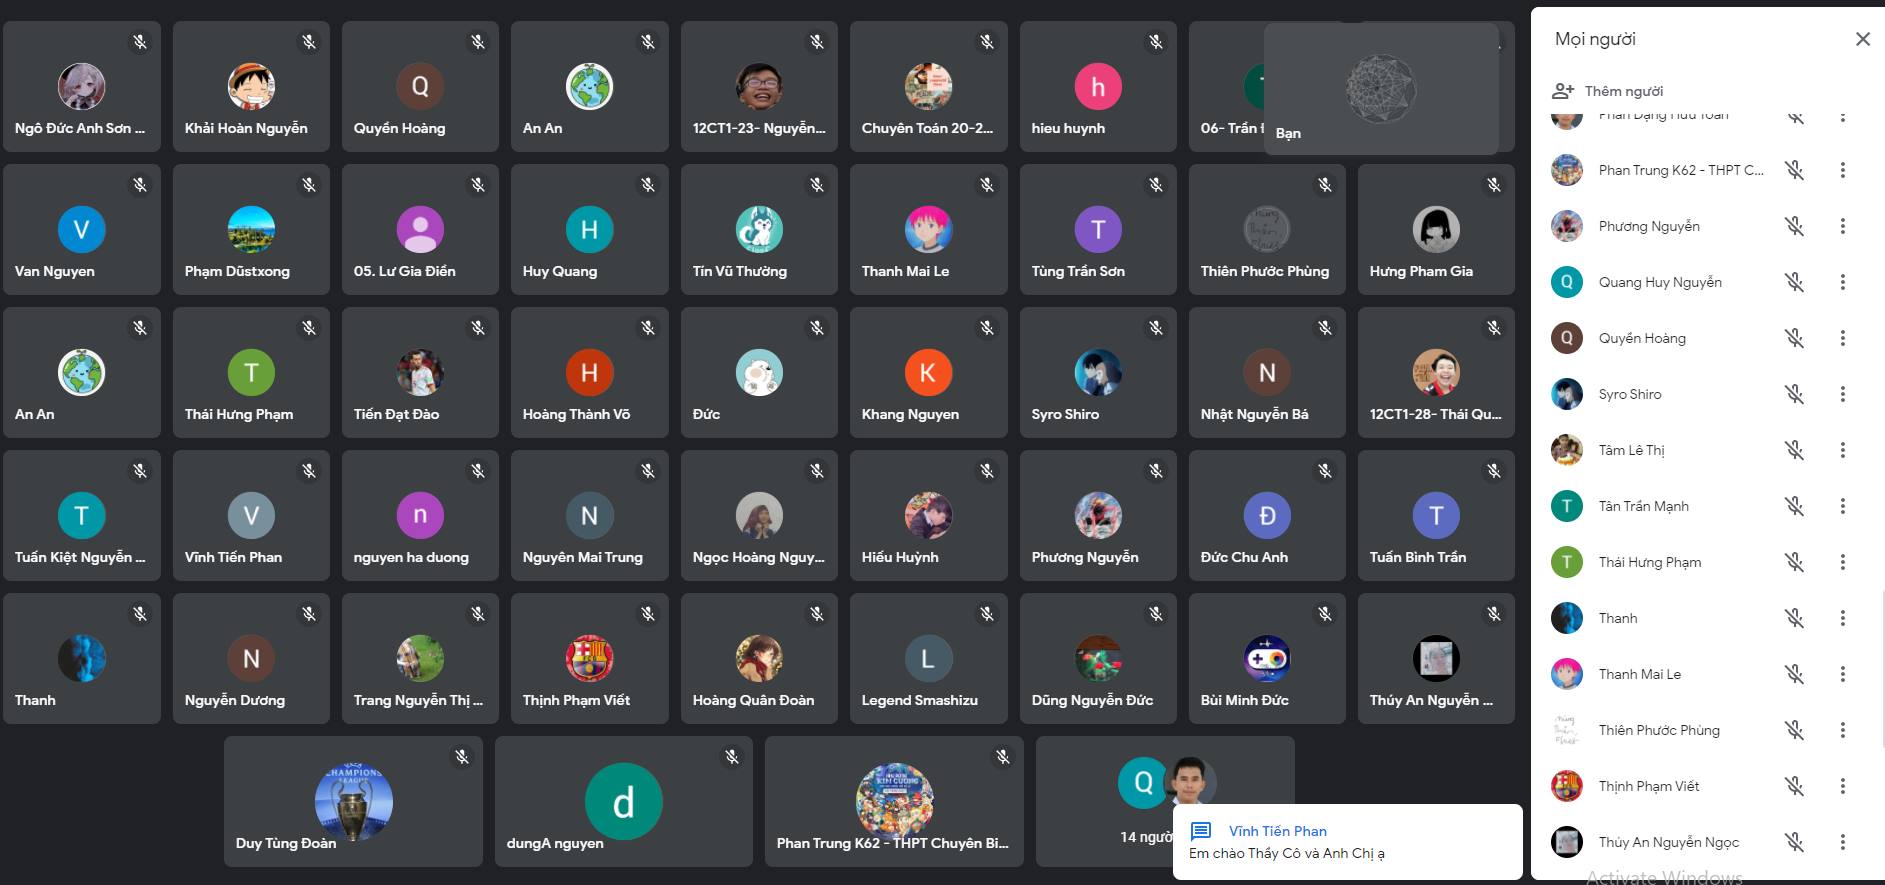 Ngô Đức Anh Sơn ...
Khải Hoàn Nguyễn
Q
Quyền Hoàng
An An
12CT1-23- Nguyễn...
Chuyên Toán 20-2...
h
hieu huynh
06- Trần
Bạn
V
Van Nguyen
Phạm Dũstxong
05. Lư Gia Điền
H
Huy Quang
Tín Vũ Thường
Thanh Mai Le
T
Tùng Trần Sơn
Thiên Phước Phùng
Hưng Pham Gia
An An
T
Thái Hưng Phạm
Tiến Đạt Đào
H
Hoàng Thành Võ
Đức
K
Khang Nguyen
Syro Shiro
N
Nhật Nguyễn Bá
12CT1-28- Thái Qu...
T
Tuấn Kiệt Nguyễn ...
V
Vĩnh Tiến Phan
n
nguyen ha duong
N
Nguyên Mai Trung
Ngọc Hoàng Nguy...
Hiếu Huỳnh
Phương Nguyễn
Đ
Đức Chu Anh
T
Tuấn Bình Trần
Thanh
N
Nguyễn Dương
Trang Nguyễn Thị ...
Thịnh Phạm Viết
Hoàng Quân Đoàn
L
Legend Smashizu
Dũng Nguyễn Đức
Bùi Minh Đức
Thúy An Nguyễn ...
CHAMPIONS
LEAGUE
Duy Tùng Đoàn
d
dungA nguyen
KIM CƯƠNG
Phan Trung K62 - THPT Chuyên Bi...
Q
14 người
Vĩnh Tiến Phan
Em chào Thầy Cô và Anh Chị ạ
Mọi người
Thêm người
Phan Đặng Hữu Toàn
Phan Trung K62 - THPT C...
Phương Nguyễn
Q
Quang Huy Nguyễn
Q
Quyền Hoàng
Syro Shiro
Tâm Lê Thị
T
Tân Trần Mạnh
T
Thái Hưng Phạm
Thanh
Thanh Mai Le
Thiên Phước Phùng
Thịnh Phạm Viết
Thúy An Nguyễn Ngọc
Activate Windows